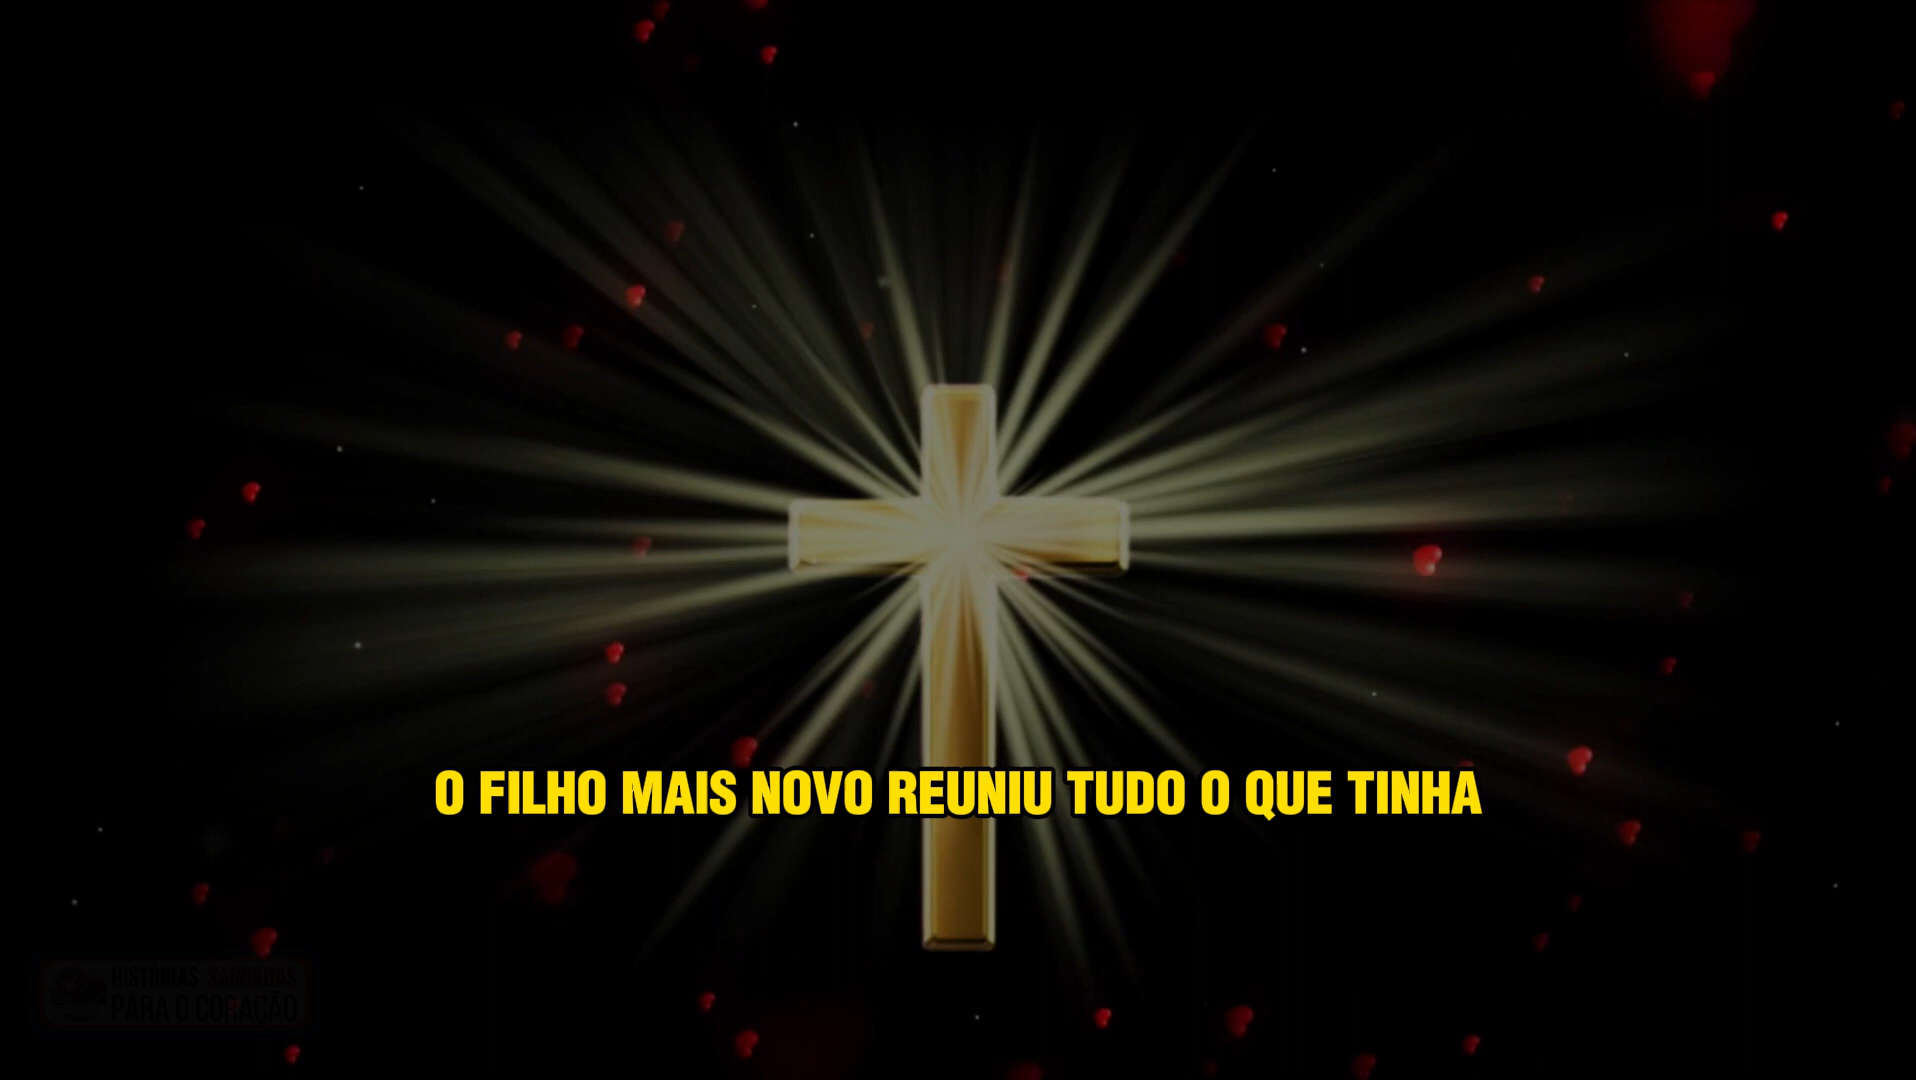 O FILHO MAIS NOVO REUNIU TUDO O QUE TINHA
HISTÓRIAS SAGRADAS
PARA O CORAÇÃO